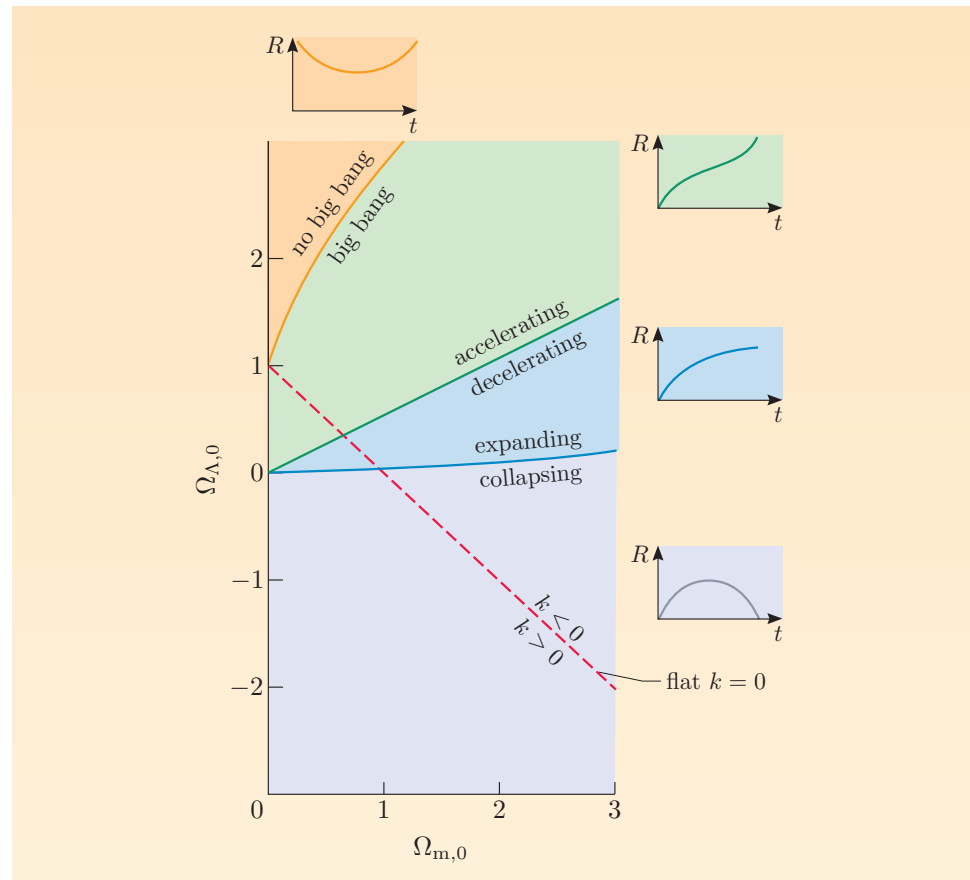 R
t
no big bang
big bang
R
t
2
accelerating
decelerating
R
t
1
expanding
collapsing
0
Ω_Λ,0
R
t
−1
k < 0
k > 0
flat k = 0
−2
0
1
2
3
Ω_m,0